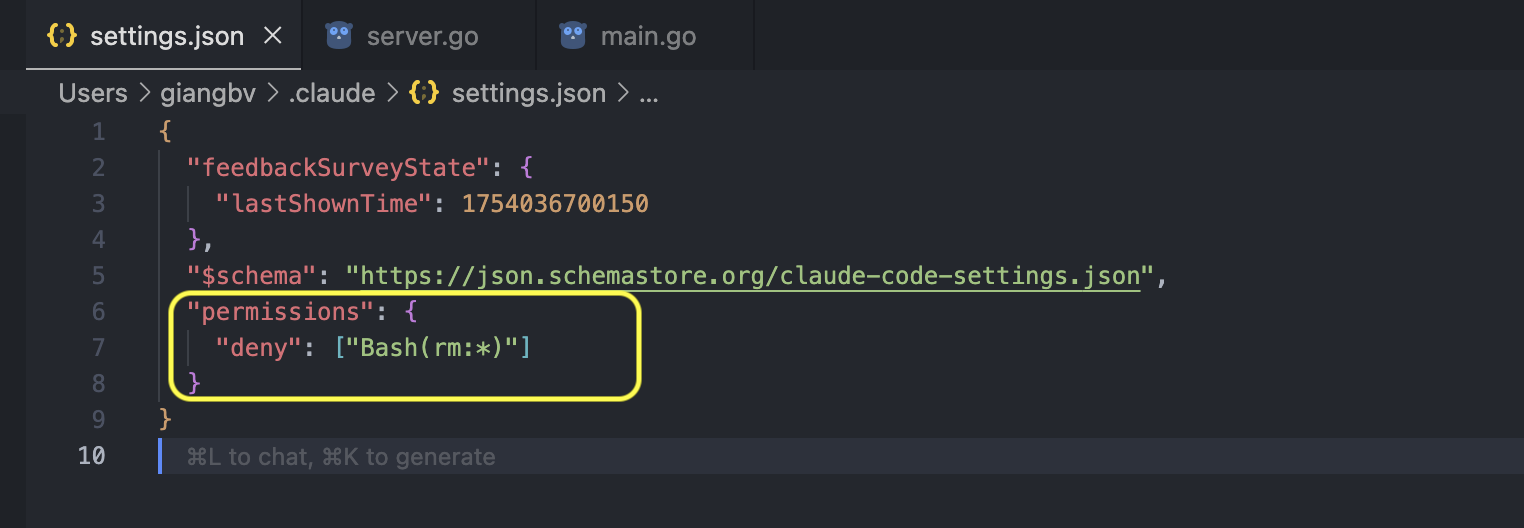 settings.json
server.go
main.go
Users > giangbv > .claude > settings.json > ...
1 {
2 "feedbackSurveyState": {
3 "lastShownTime": 1754036700150
4 },
5 "$schema": "https://json.schemastore.org/claude-code-settings.json",
6 "permissions": {
7 "deny": ["Bash(rm:*)"]
8 }
9 }
10 ⌘L to chat, ⌘K to generate